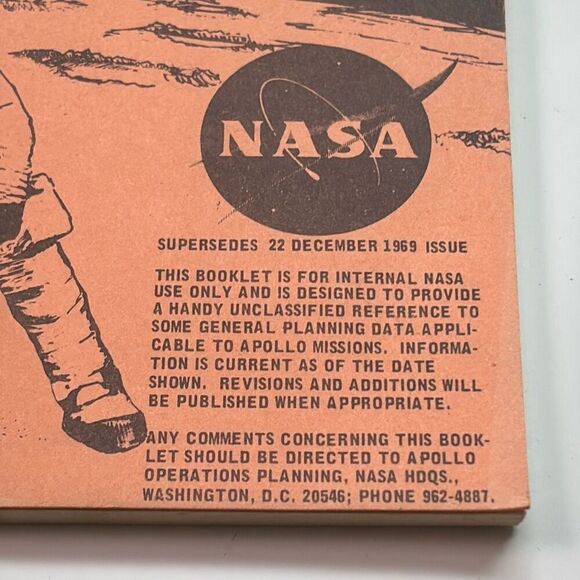 NASA
SUPERSEDES 22 DECEMBER 1969 ISSUE
THIS BOOKLET IS FOR INTERNAL NASA
USE ONLY AND IS DESIGNED TO PROVIDE
A HANDY UNCLASSIFIED REFERENCE TO
SOME GENERAL PLANNING DATA APPLI-
CABLE TO APOLLO MISSIONS. INFORMA-
TION IS CURRENT AS OF THE DATE
SHOWN. REVISIONS AND ADDITIONS WILL
BE PUBLISHED WHEN APPROPRIATE.
ANY COMMENTS CONCERNING THIS BOOK-
LET SHOULD BE DIRECTED TO APOLLO
OPERATIONS PLANNING, NASA HDQS.,
WASHINGTON, D.C. 20546; PHONE 962-4887.